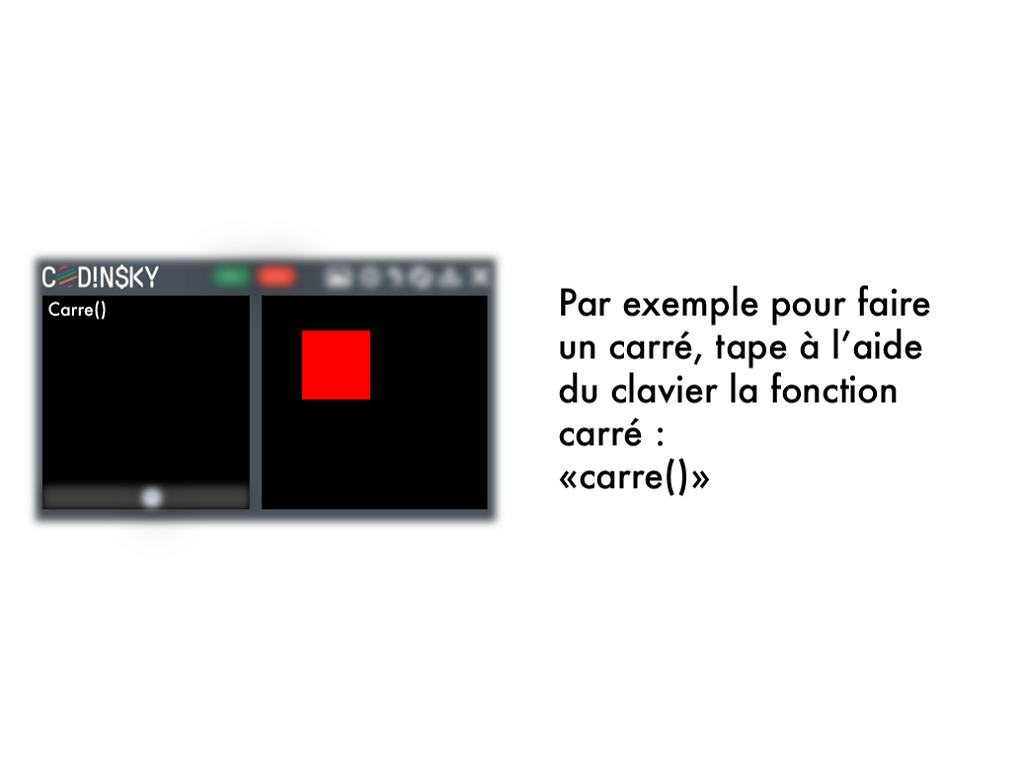 C∅D!N$KY
Carre()
Par exemple pour faire
un carré, tape à l’aide
du clavier la fonction
carré :
«carre()»